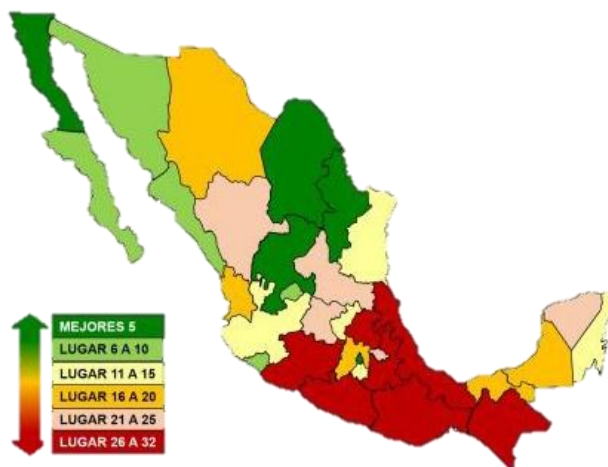 MEJORES 5
LUGAR 6 A 10
LUGAR 11 A 15
LUGAR 16 A 20
LUGAR 21 A 25
LUGAR 26 A 32